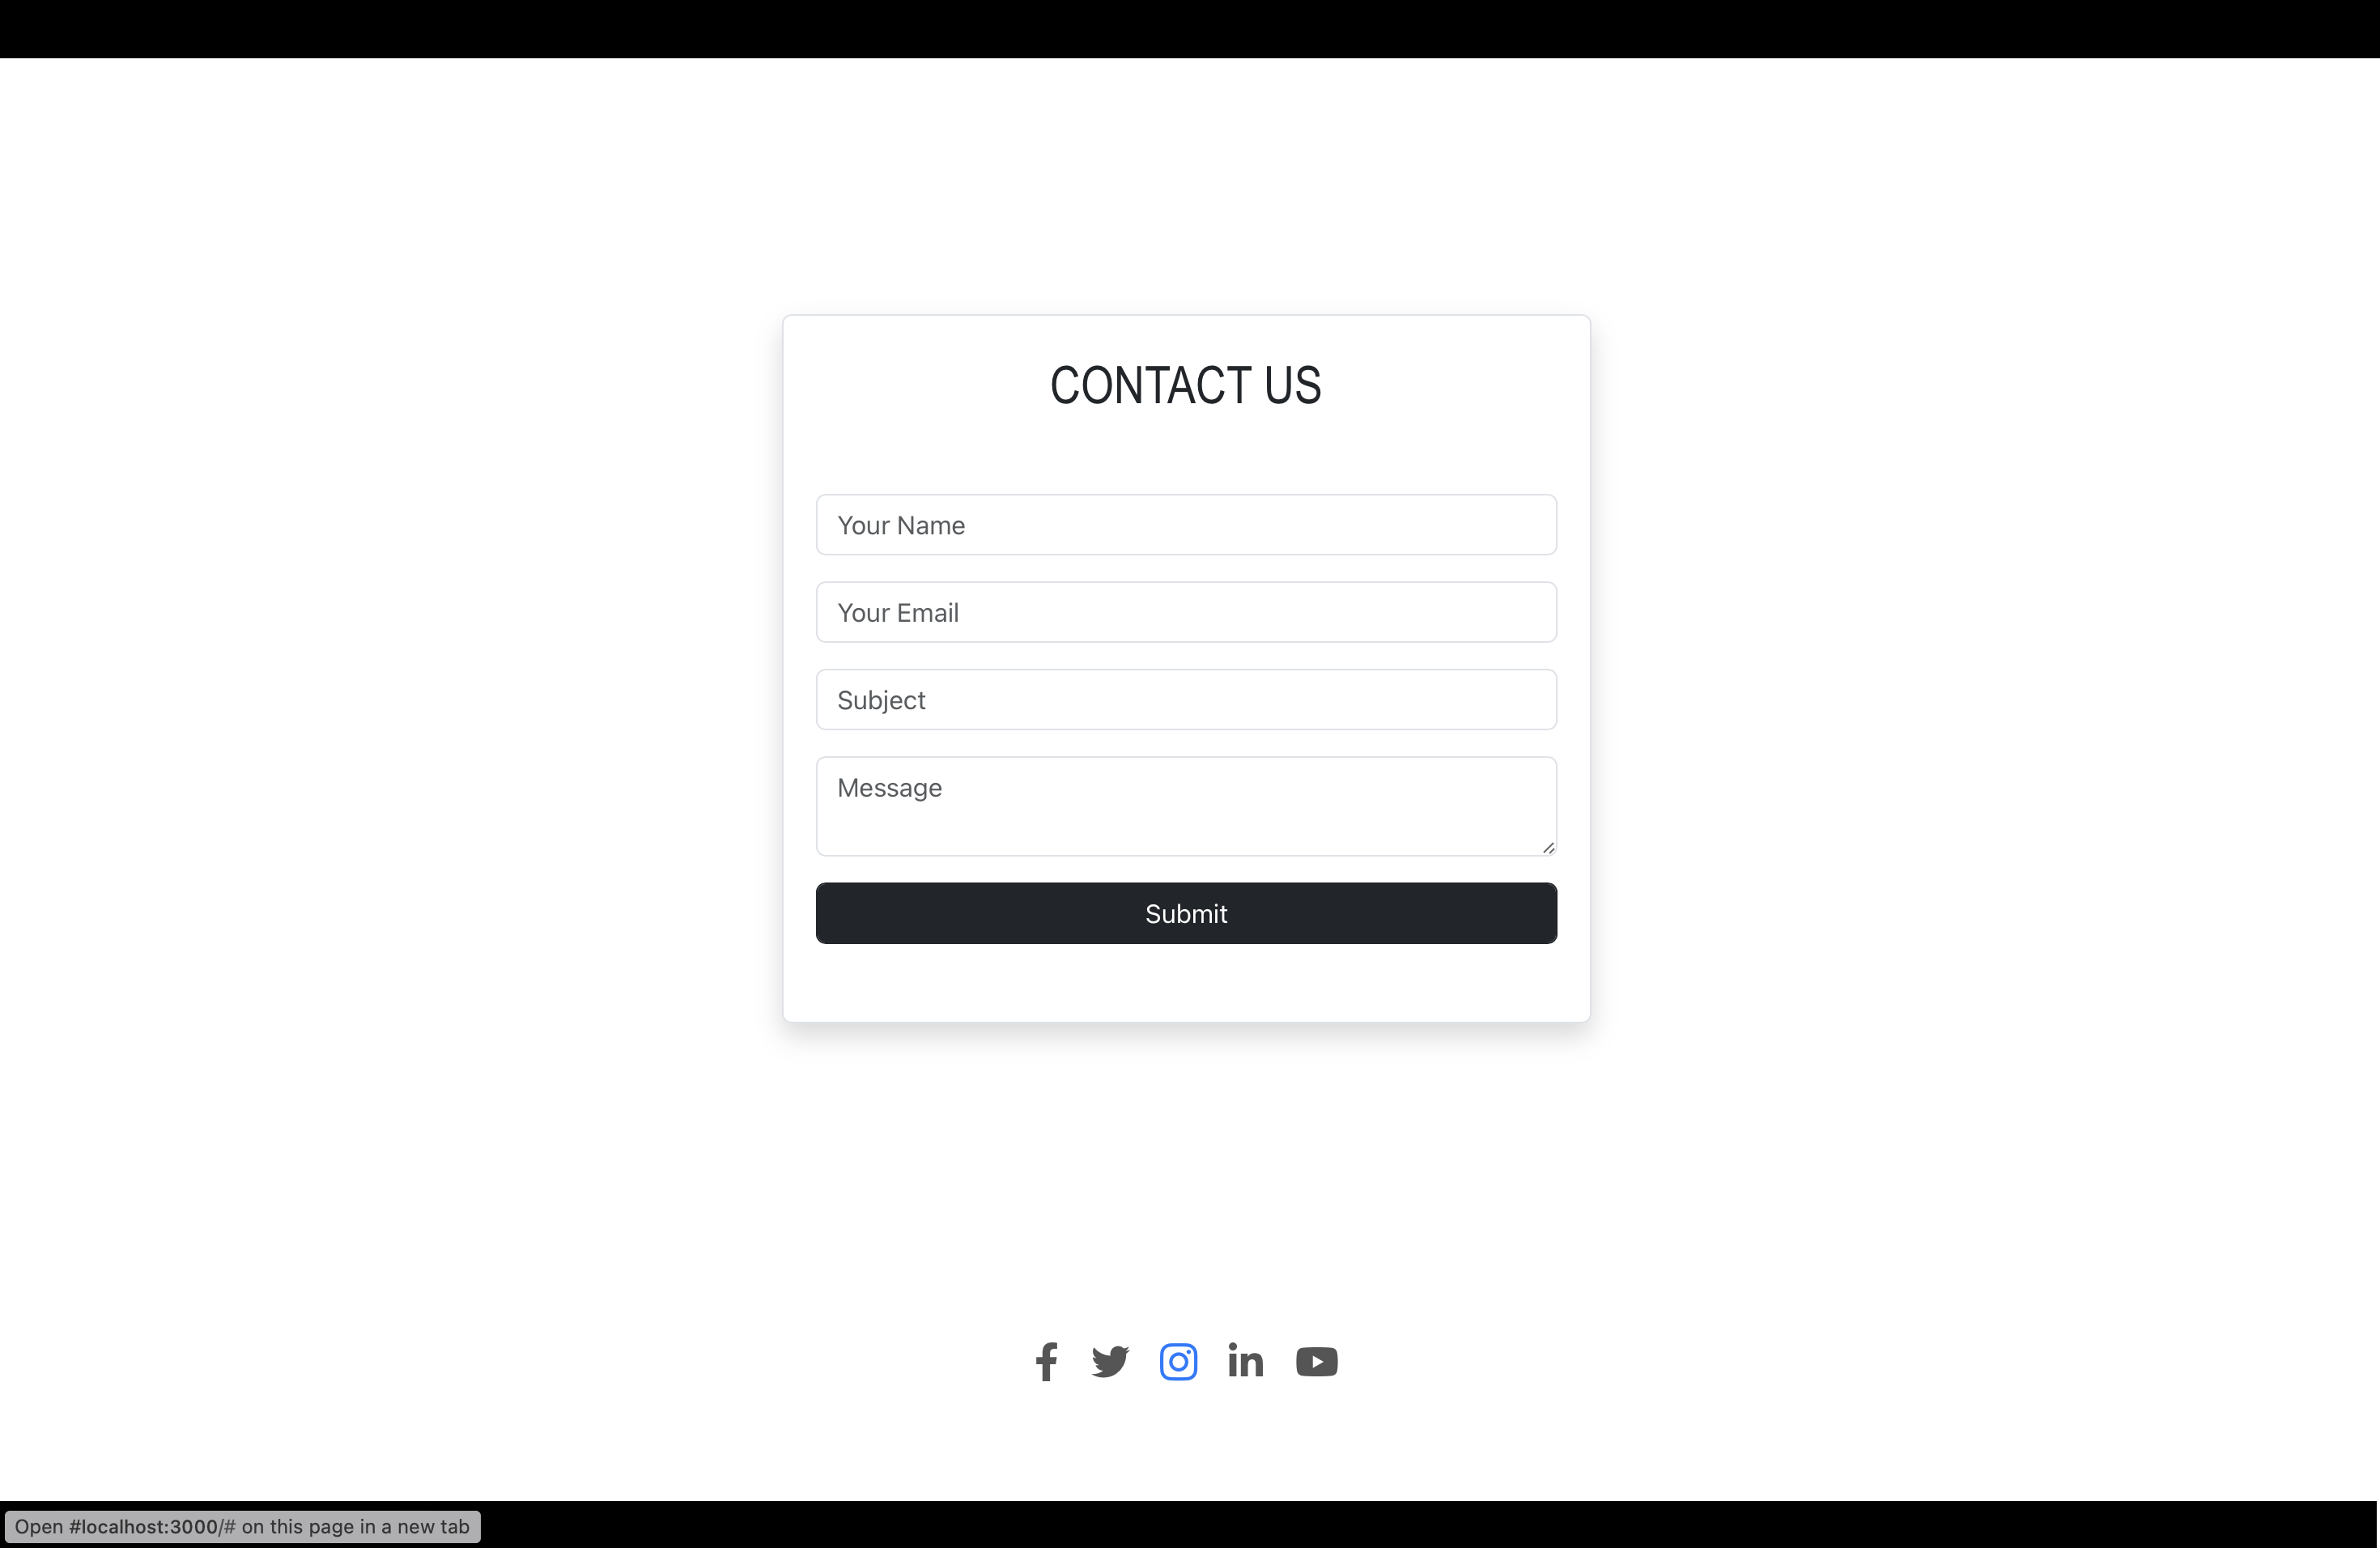 CONTACT US
Your Name
Your Email
Subject
Message
Submit
Open #localhost:3000/# on this page in a new tab